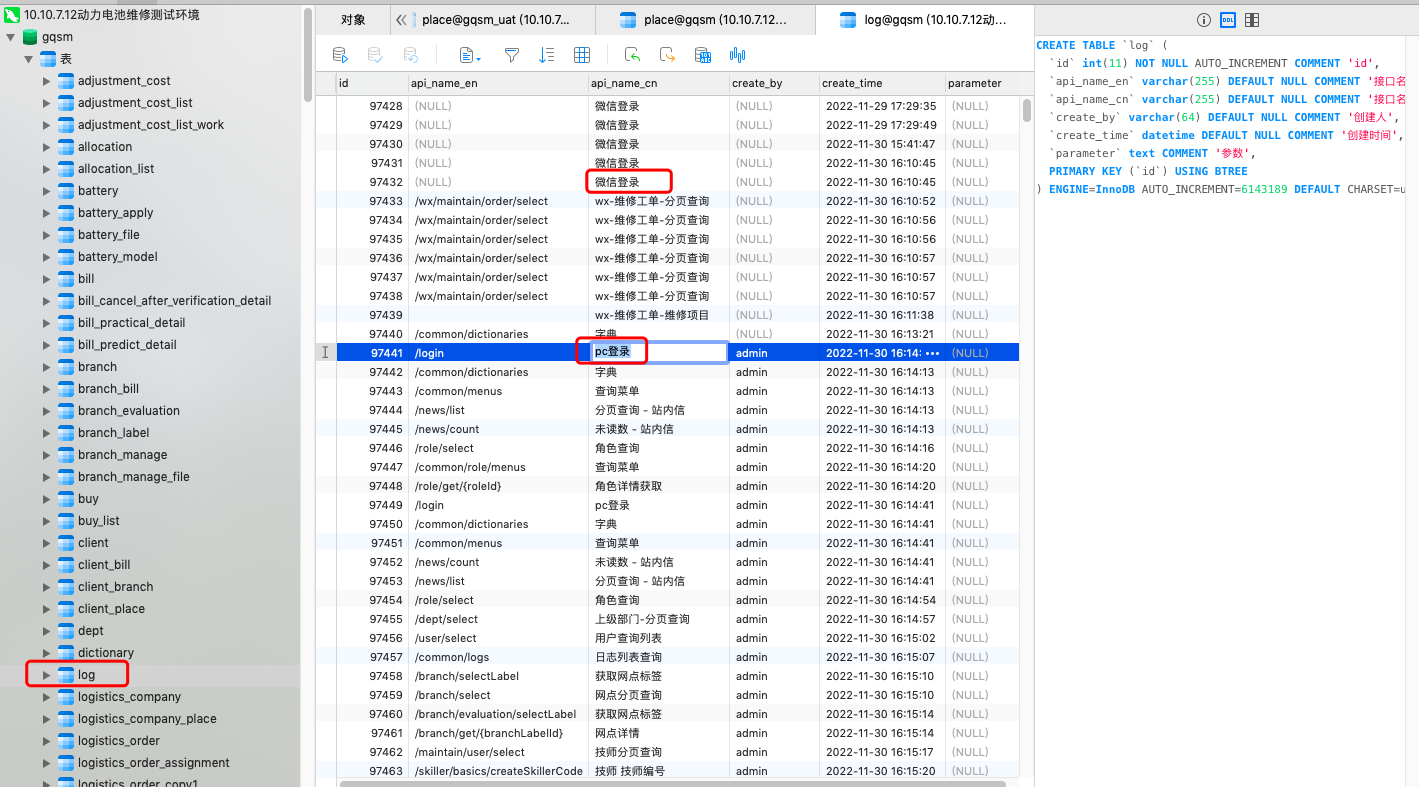 10.10.7.12动力电池维修测试环境
gqsm
表
adjustment_cost
adjustment_cost_list
adjustment_cost_list_work
allocation
allocation_list
battery
battery_apply
battery_file
battery_model
bill
bill_cancel_after_verification_detail
bill_practical_detail
bill_predict_detail
branch
branch_bill
branch_evaluation
branch_label
branch_manage
branch_manage_file
buy
buy_list
client
client_bill
client_branch
client_place
dept
dictionary
log
logistics_company
logistics_company_place
logistics_order
logistics_order_assignment
logistics_order_copy1
对象 place@gqsm_uat (10.10.7... place@gqsm (10.10.7.12... log@gqsm (10.10.7.12动...
id api_name_en api_name_cn create_by create_time parameter
97428 (NULL) 微信登录 (NULL) 2022-11-29 17:29:35 (NULL)
97429 (NULL) 微信登录 (NULL) 2022-11-29 17:29:49 (NULL)
97430 (NULL) 微信登录 (NULL) 2022-11-30 15:41:47 (NULL)
97431 (NULL) 微信登录 (NULL) 2022-11-30 16:10:45 (NULL)
97432 (NULL) 微信登录 (NULL) 2022-11-30 16:10:45 (NULL)
97433 /wx/maintain/order/select wx-维修工单-分页查询 (NULL) 2022-11-30 16:10:52 (NULL)
97434 /wx/maintain/order/select wx-维修工单-分页查询 (NULL) 2022-11-30 16:10:56 (NULL)
97435 /wx/maintain/order/select wx-维修工单-分页查询 (NULL) 2022-11-30 16:10:56 (NULL)
97436 /wx/maintain/order/select wx-维修工单-分页查询 (NULL) 2022-11-30 16:10:57 (NULL)
97437 /wx/maintain/order/select wx-维修工单-分页查询 (NULL) 2022-11-30 16:10:57 (NULL)
97438 /wx/maintain/order/select wx-维修工单-分页查询 (NULL) 2022-11-30 16:10:57 (NULL)
97439 wx-维修工单-维修项目 (NULL) 2022-11-30 16:11:38 (NULL)
97440 /common/dictionaries 字典 (NULL) 2022-11-30 16:13:21 (NULL)
97441 /login pc登录 admin 2022-11-30 16:14: ••• (NULL)
97442 /common/dictionaries 字典 admin 2022-11-30 16:14:13 (NULL)
97443 /common/menus 查询菜单 admin 2022-11-30 16:14:13 (NULL)
97444 /news/list 分页查询 - 站内信 admin 2022-11-30 16:14:13 (NULL)
97445 /news/count 未读数 - 站内信 admin 2022-11-30 16:14:13 (NULL)
97446 /role/select 角色查询 admin 2022-11-30 16:14:16 (NULL)
97447 /common/role/menus 查询菜单 admin 2022-11-30 16:14:20 (NULL)
97448 /role/get/{roleId} 角色详情获取 admin 2022-11-30 16:14:20 (NULL)
97449 /login pc登录 admin 2022-11-30 16:14:41 (NULL)
97450 /common/dictionaries 字典 admin 2022-11-30 16:14:41 (NULL)
97451 /common/menus 查询菜单 admin 2022-11-30 16:14:41 (NULL)
97452 /news/count 未读数 - 站内信 admin 2022-11-30 16:14:41 (NULL)
97453 /news/list 分页查询 - 站内信 admin 2022-11-30 16:14:41 (NULL)
97454 /role/select 角色查询 admin 2022-11-30 16:14:54 (NULL)
97455 /dept/select 上级部门-分页查询 admin 2022-11-30 16:14:57 (NULL)
97456 /user/select 用户查询列表 admin 2022-11-30 16:15:02 (NULL)
97457 /common/logs 日志列表查询 admin 2022-11-30 16:15:07 (NULL)
97458 /branch/selectLabel 获取网点标签 admin 2022-11-30 16:15:10 (NULL)
97459 /branch/select 网点分页查询 admin 2022-11-30 16:15:10 (NULL)
97460 /branch/evaluation/selectLabel 获取网点标签 admin 2022-11-30 16:15:14 (NULL)
97461 /branch/get/{branchLabelId} 网点详情 admin 2022-11-30 16:15:14 (NULL)
97462 /maintain/user/select 技师分页查询 admin 2022-11-30 16:15:17 (NULL)
97463 /skiller/basics/createSkillerCode 技师 技师编号 admin 2022-11-30 16:15:20 (NULL)
DDL
CREATE TABLE `log` (
`id` int(11) NOT NULL AUTO_INCREMENT COMMENT 'id',
`api_name_en` varchar(255) DEFAULT NULL COMMENT '接口名
`api_name_cn` varchar(255) DEFAULT NULL COMMENT '接口名
`create_by` varchar(64) DEFAULT NULL COMMENT '创建人',
`create_time` datetime DEFAULT NULL COMMENT '创建时间',
`parameter` text COMMENT '参数',
PRIMARY KEY (`id`) USING BTREE
) ENGINE=InnoDB AUTO_INCREMENT=6143189 DEFAULT CHARSET=u